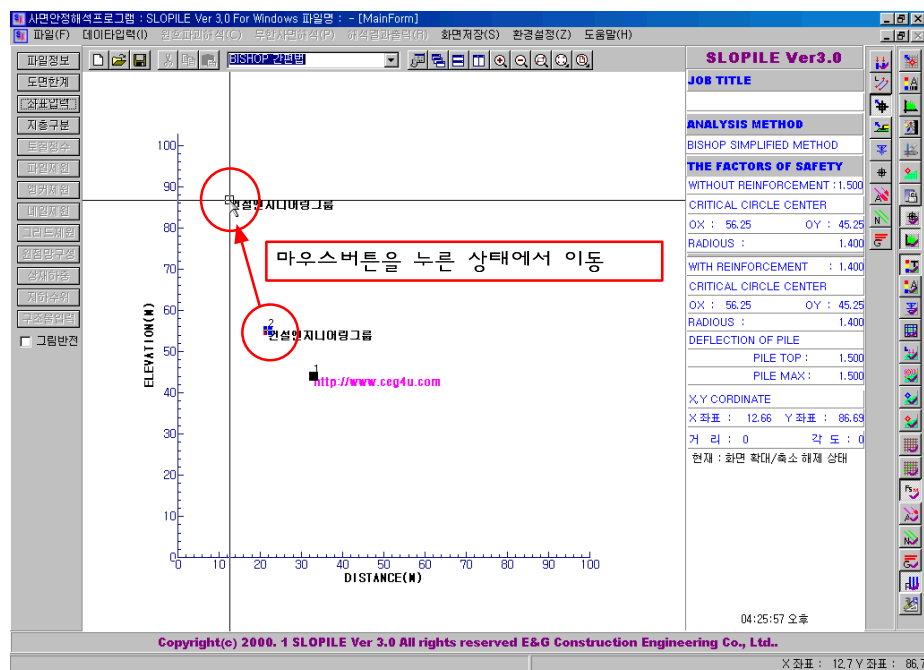 사면안정해석프로그램 : SLOPILE Ver 3,0 For Windows 파일명 : - [MainForm]
파일(F) 데이타입력(I) 원호파괴해석(C) 무한사면해석(P) 해석결과출력(R) 화면저장(S) 환경설정(Z) 도움말(H)
파일정보
도면한계
좌표입력
지층구분
토질정수
파일제원
앵커제원
네일제원
그리드제원
원점망구성
상재하중
지하수위
구조물입력
그림반전
BISHOP 간편법
100
90
80
70
60
50
40
30
20
10
0
ELEVATION(M)
0 10 20 30 40 50 60 70 80 90 100
DISTANCE(M)
건설엔지니어링그룹
마우스버튼을 누른 상태에서 이동
2
건설엔지니어링그룹
1
http://www.ceg4u.com
SLOPILE Ver3.0
JOB TITLE
ANALYSIS METHOD
BISHOP SIMPLIFIED METHOD
THE FACTORS OF SAFETY
WITHOUT REINFORCEMENT : 1.500
CRITICAL CIRCLE CENTER
OX : 56.25 OY : 45.25
RADIOUS : 1.400
WITH REINFORCEMENT : 1.400
CRITICAL CIRCLE CENTER
OX : 56.25 OY : 45.25
RADIOUS : 1.400
DEFLECTION OF PILE
PILE TOP : 1.500
PILE MAX : 1.500
X,Y CORDINATE
X 좌표 : 12.66 Y 좌표 : 86.69
거 리 : 0 각 도 : 0
현재 : 화면 확대/축소 해제 상태
04:25:57 오후
Copyright(c) 2000. 1 SLOPILE Ver 3.0 All rights reserved E&G Construction Engineering Co., Ltd..
X 좌표 : 12,7 Y 좌표 : 86,7